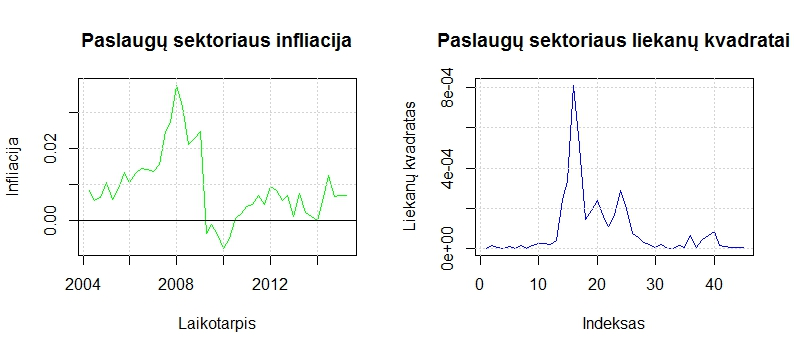 Paslaugų sektoriaus infliacija
Infliacija
0.00
0.02
2004
2008
2012
Laikotarpis
Paslaugų sektoriaus liekanų kvadratai
Liekanų kvadratas
0e+00
4e-04
8e-04
0
10
20
30
40
Indeksas